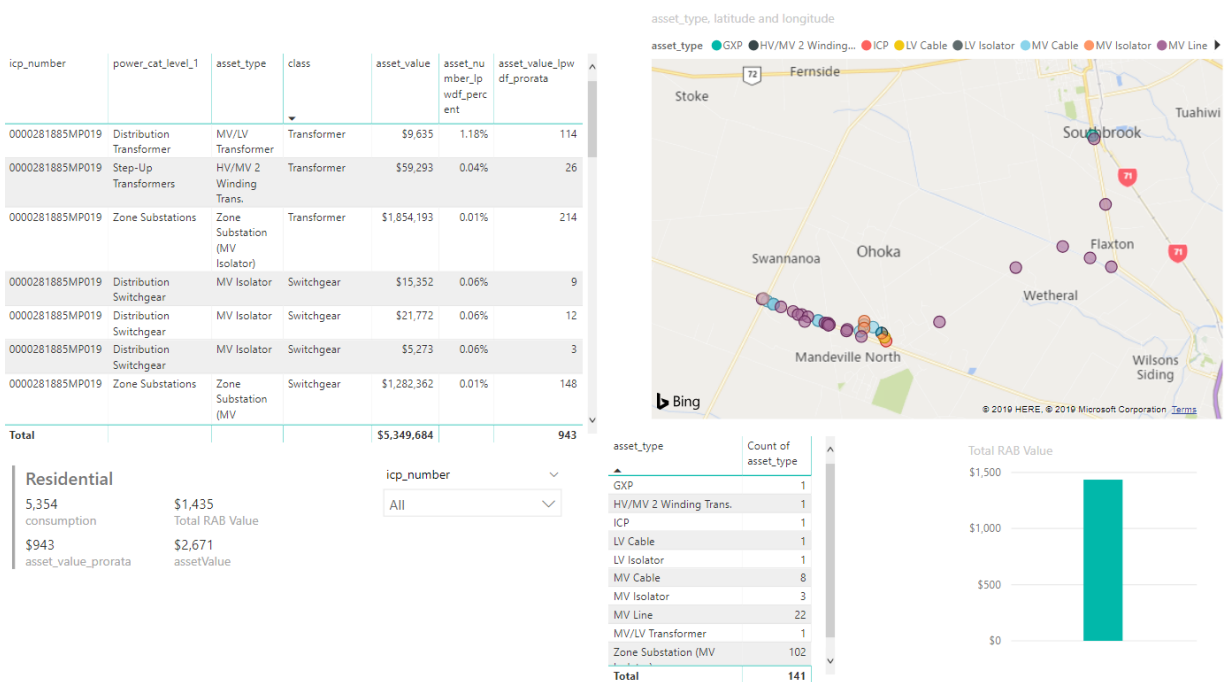 icp_number power_cat_level_1 asset_type class asset_value asset_nu asset_value_lpw
mber_lp df_prorata
wdf_perc
ent
0000281885MP019 Distribution MV/LV Transformer $9,635 1.18% 114
Transformer Transformer
0000281885MP019 Step-Up HV/MV 2 Transformer $59,293 0.04% 26
Transformers Winding
Trans.
0000281885MP019 Zone Substations Zone Transformer $1,854,193 0.01% 214
Substation
(MV
Isolator)
0000281885MP019 Distribution MV Isolator Switchgear $15,352 0.06% 9
Switchgear
0000281885MP019 Distribution MV Isolator Switchgear $21,772 0.06% 12
Switchgear
0000281885MP019 Distribution MV Isolator Switchgear $5,273 0.06% 3
Switchgear
0000281885MP019 Zone Substations Zone Switchgear $1,282,362 0.01% 148
Substation
(MV
Total $5,349,684 943
Residential
5,354 $1,435
consumption Total RAB Value
$943 $2,671
asset_value_prorata assetValue
icp_number
All
asset_type, latitude and longitude
asset_type GXP HV/MV 2 Winding... ICP LV Cable LV Isolator MV Cable MV Isolator MV Line
72 Fernside
Stoke
Tuahiwi
Southbrook
71
Flaxton
71
Ohoka
Swannanoa
Wetheral
Mandeville North
Wilsons
Siding
Bing
© 2019 HERE, © 2019 Microsoft Corporation Terms
asset_type Count of
asset_type
GXP 1
HV/MV 2 Winding Trans. 1
ICP 1
LV Cable 1
LV Isolator 1
MV Cable 8
MV Isolator 3
MV Line 22
MV/LV Transformer 1
Zone Substation (MV 102
Total 141
Total RAB Value
$1,500
$1,000
$500
$0